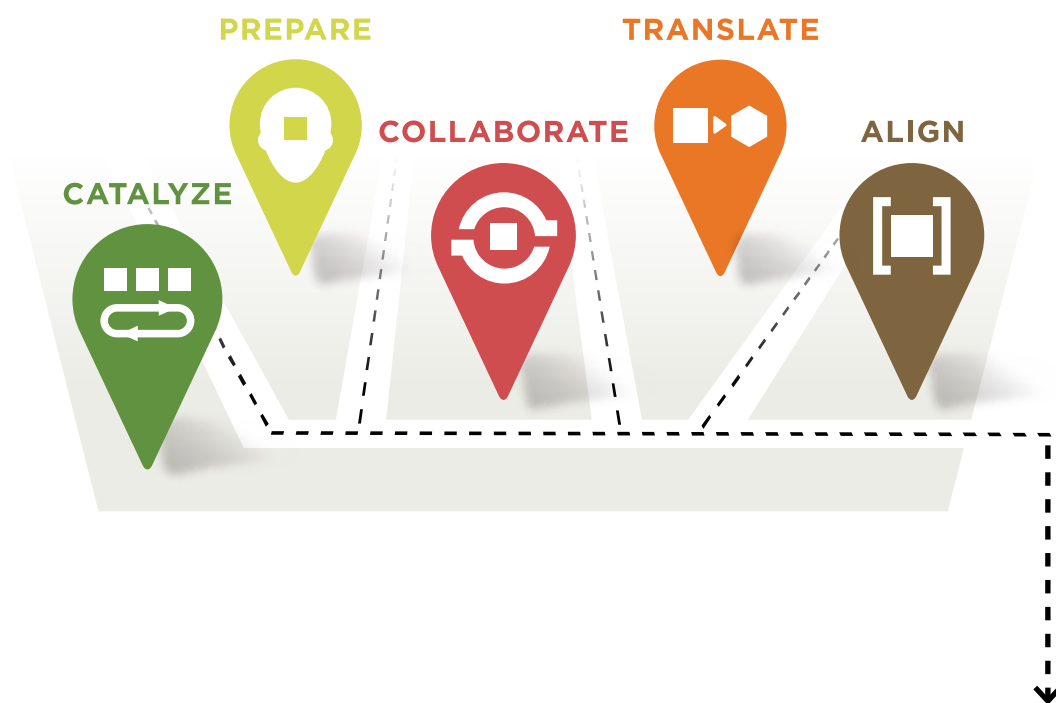 PREPARE
TRANSLATE
COLLABORATE
ALIGN
CATALYZE